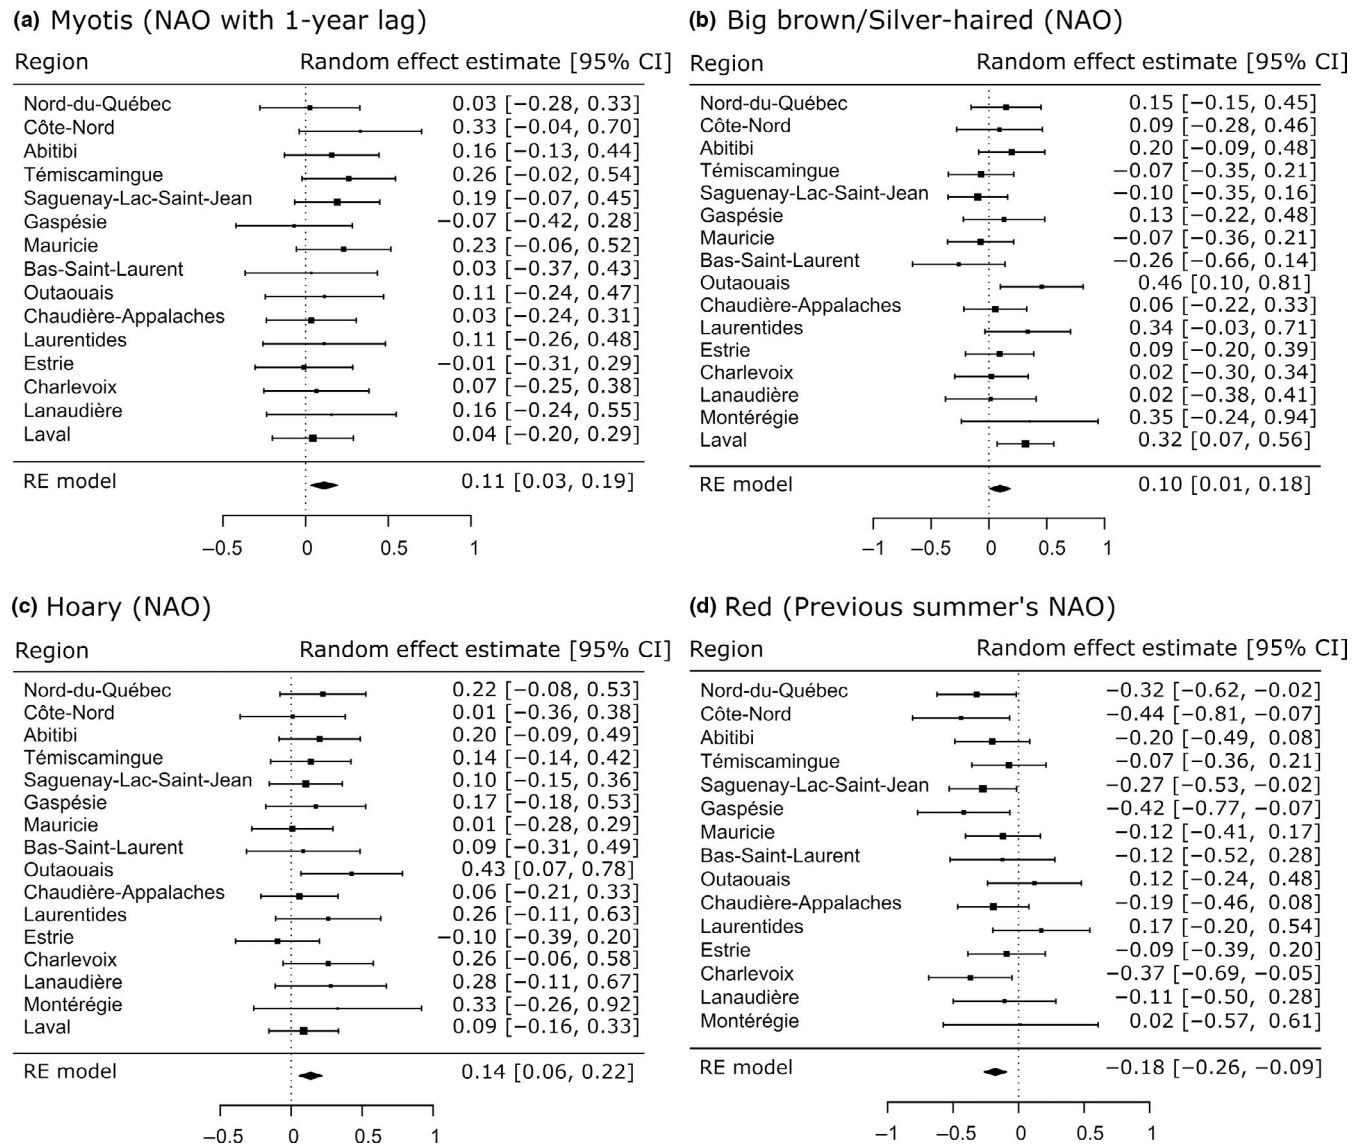 (a) Myotis (NAO with 1-year lag)
Region Random effect estimate [95% CI]
Nord-du-Québec 0.03 [−0.28, 0.33]
Côte-Nord 0.33 [−0.04, 0.70]
Abitibi 0.16 [−0.13, 0.44]
Témiscamingue 0.26 [−0.02, 0.54]
Saguenay-Lac-Saint-Jean 0.19 [−0.07, 0.45]
Gaspésie −0.07 [−0.42, 0.28]
Mauricie 0.23 [−0.06, 0.52]
Bas-Saint-Laurent 0.03 [−0.37, 0.43]
Outaouais 0.11 [−0.24, 0.47]
Chaudière-Appalaches 0.03 [−0.24, 0.31]
Laurentides 0.11 [−0.26, 0.48]
Estrie −0.01 [−0.31, 0.29]
Charlevoix 0.07 [−0.25, 0.38]
Lanaudière 0.16 [−0.24, 0.55]
Laval 0.04 [−0.20, 0.29]
RE model 0.11 [0.03, 0.19]
−0.5 0 0.5 1
(b) Big brown/Silver-haired (NAO)
Region Random effect estimate [95% CI]
Nord-du-Québec 0.15 [−0.15, 0.45]
Côte-Nord 0.09 [−0.28, 0.46]
Abitibi 0.20 [−0.09, 0.48]
Témiscamingue −0.07 [−0.35, 0.21]
Saguenay-Lac-Saint-Jean −0.10 [−0.35, 0.16]
Gaspésie 0.13 [−0.22, 0.48]
Mauricie −0.07 [−0.36, 0.21]
Bas-Saint-Laurent −0.26 [−0.66, 0.14]
Outaouais 0.46 [0.10, 0.81]
Chaudière-Appalaches 0.06 [−0.22, 0.33]
Laurentides 0.34 [−0.03, 0.71]
Estrie 0.09 [−0.20, 0.39]
Charlevoix 0.02 [−0.30, 0.34]
Lanaudière 0.02 [−0.38, 0.41]
Montérégie 0.35 [−0.24, 0.94]
Laval 0.32 [0.07, 0.56]
RE model 0.10 [0.01, 0.18]
−1 −0.5 0 0.5 1
(c) Hoary (NAO)
Region Random effect estimate [95% CI]
Nord-du-Québec 0.22 [−0.08, 0.53]
Côte-Nord 0.01 [−0.36, 0.38]
Abitibi 0.20 [−0.09, 0.49]
Témiscamingue 0.14 [−0.14, 0.42]
Saguenay-Lac-Saint-Jean 0.10 [−0.15, 0.36]
Gaspésie 0.17 [−0.18, 0.53]
Mauricie 0.01 [−0.28, 0.29]
Bas-Saint-Laurent 0.09 [−0.31, 0.49]
Outaouais 0.43 [0.07, 0.78]
Chaudière-Appalaches 0.06 [−0.21, 0.33]
Laurentides 0.26 [−0.11, 0.63]
Estrie −0.10 [−0.39, 0.20]
Charlevoix 0.26 [−0.06, 0.58]
Lanaudière 0.28 [−0.11, 0.67]
Montérégie 0.33 [−0.26, 0.92]
Laval 0.09 [−0.16, 0.33]
RE model 0.14 [0.06, 0.22]
−0.5 0 0.5 1
(d) Red (Previous summer's NAO)
Region Random effect estimate [95% CI]
Nord-du-Québec −0.32 [−0.62, −0.02]
Côte-Nord −0.44 [−0.81, −0.07]
Abitibi −0.20 [−0.49, 0.08]
Témiscamingue −0.07 [−0.36, 0.21]
Saguenay-Lac-Saint-Jean −0.27 [−0.53, −0.02]
Gaspésie −0.42 [−0.77, −0.07]
Mauricie −0.12 [−0.41, 0.17]
Bas-Saint-Laurent −0.12 [−0.52, 0.28]
Outaouais 0.12 [−0.24, 0.48]
Chaudière-Appalaches −0.19 [−0.46, 0.08]
Laurentides 0.17 [−0.20, 0.54]
Estrie −0.09 [−0.39, 0.20]
Charlevoix −0.37 [−0.69, −0.05]
Lanaudière −0.11 [−0.50, 0.28]
Montérégie 0.02 [−0.57, 0.61]
RE model −0.18 [−0.26, −0.09]
−1 −0.5 0 0.5 1